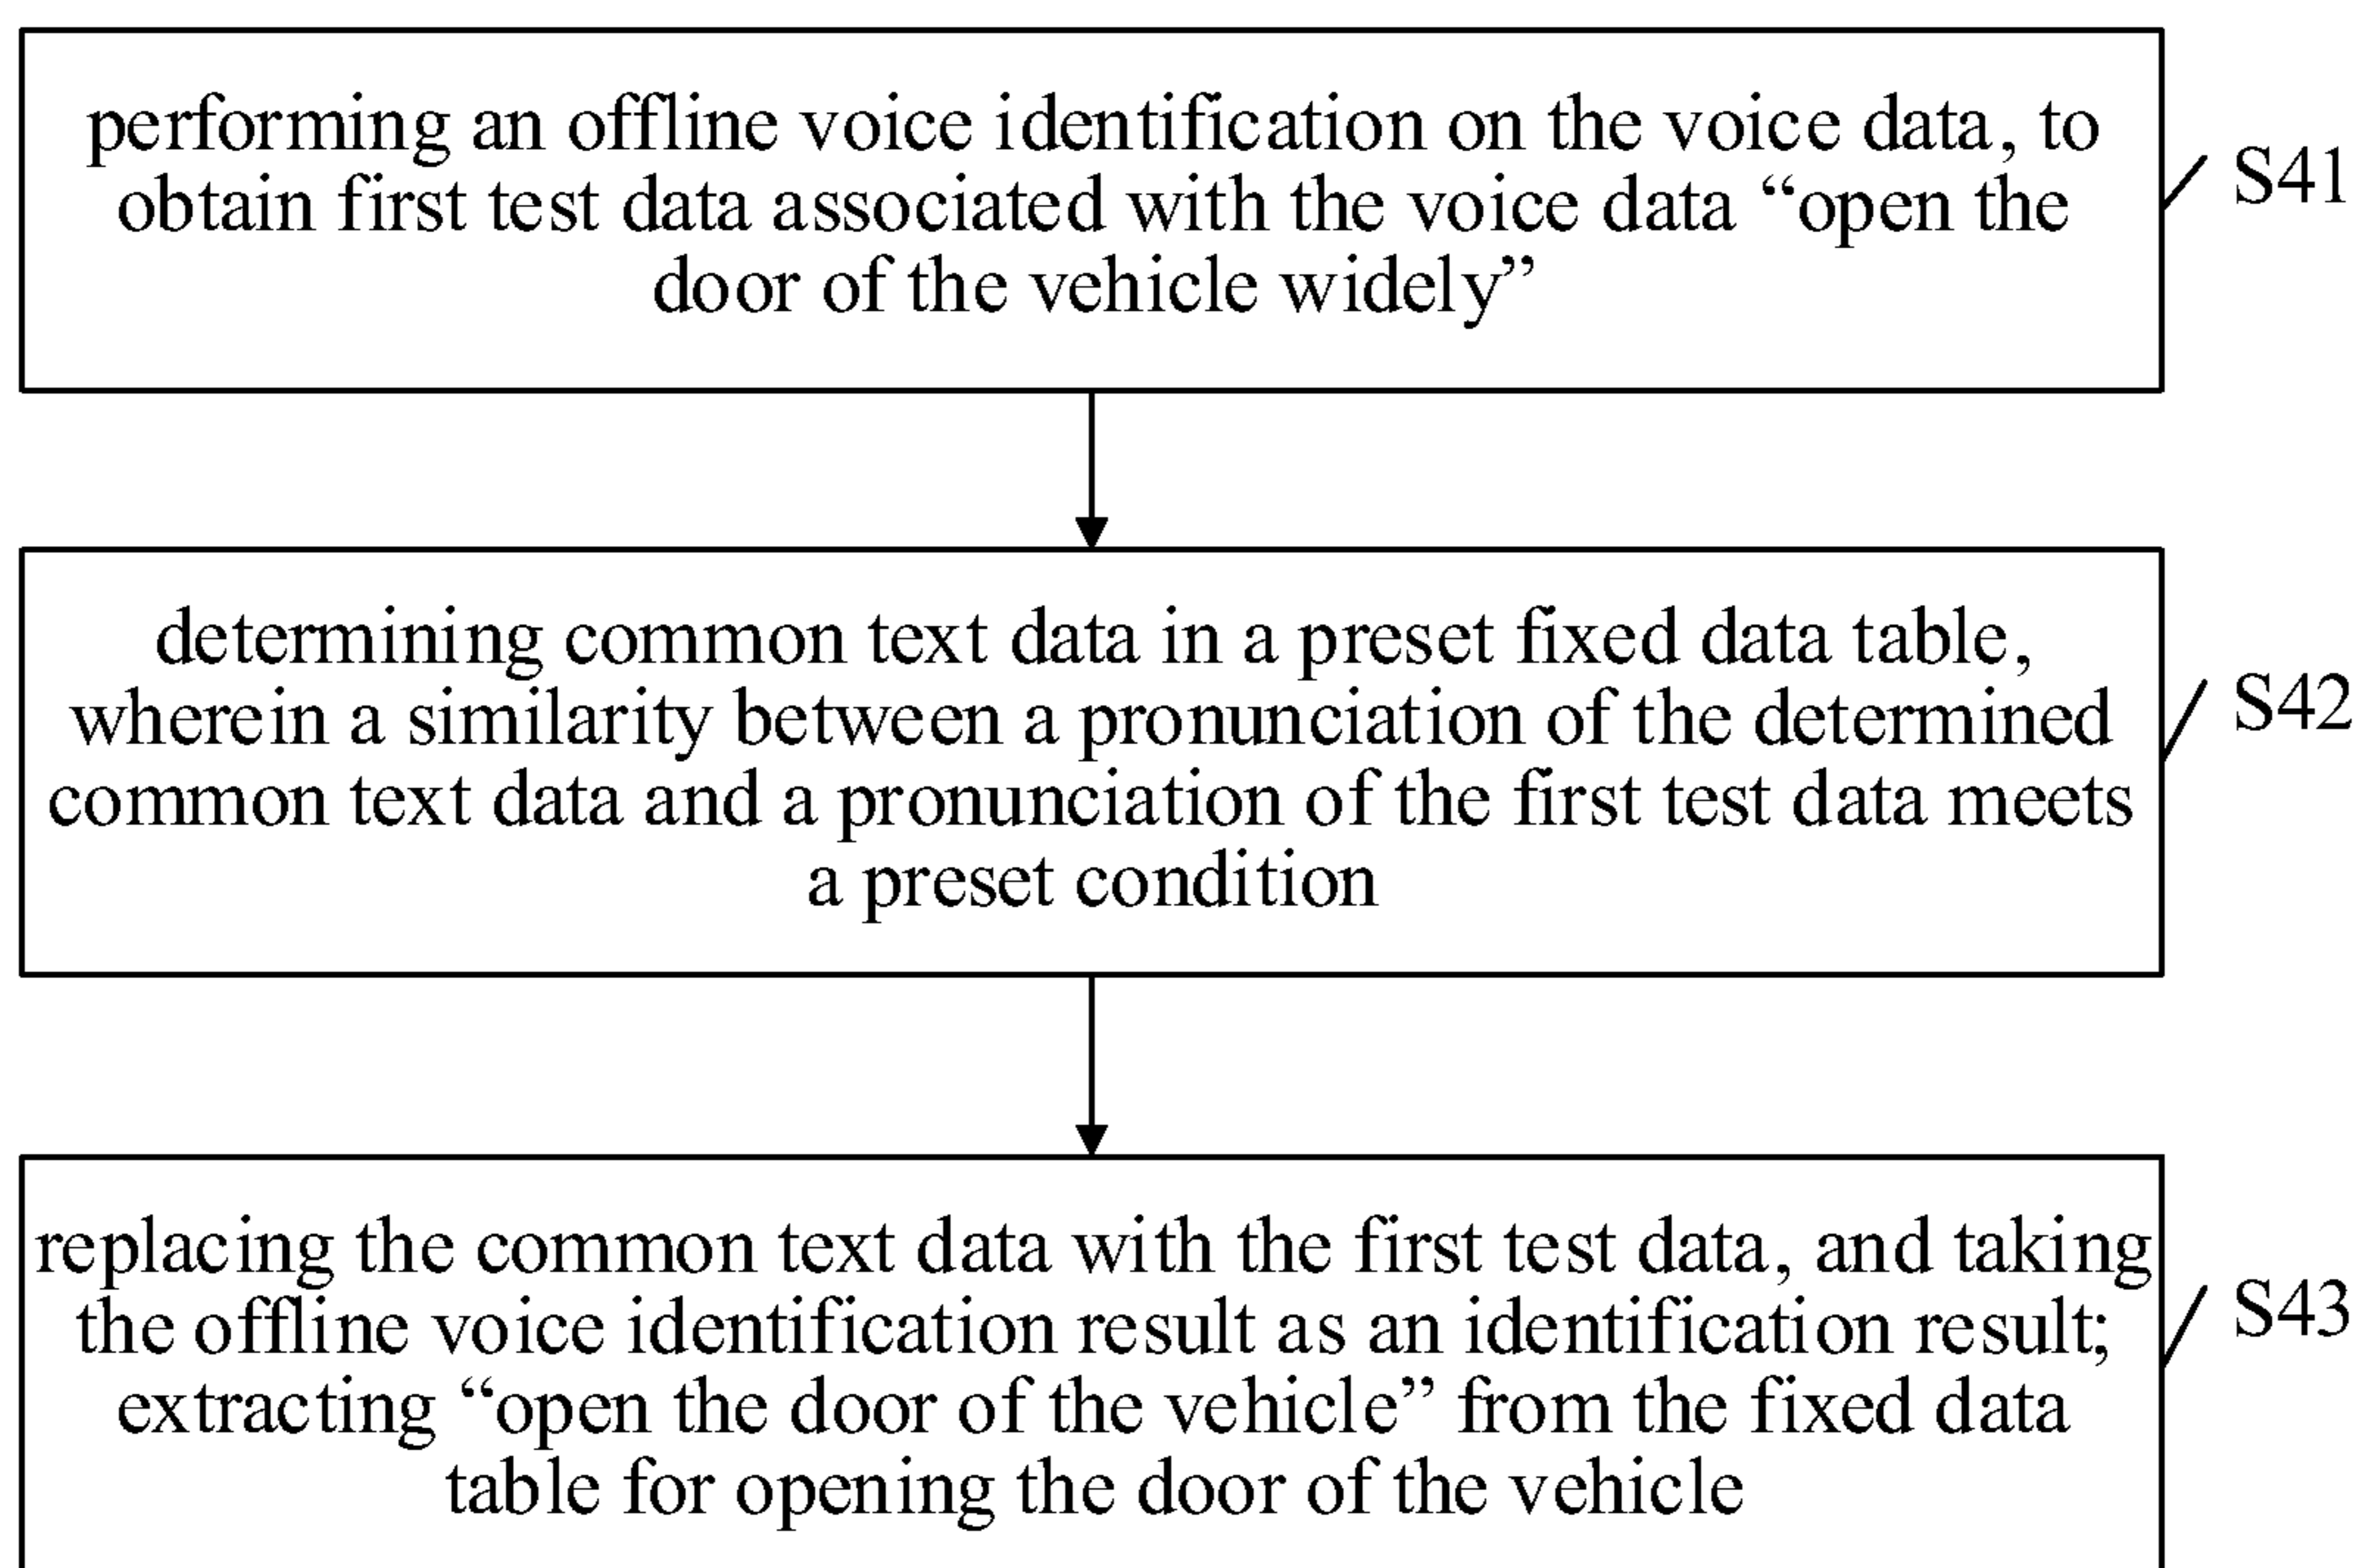 performing an offline voice identification on the voice data, to
obtain first test data associated with the voice data “open the
door of the vehicle widely”
S41
determining common text data in a preset fixed data table,
wherein a similarity between a pronunciation of the determined
common text data and a pronunciation of the first test data meets
a preset condition
S42
replacing the common text data with the first test data, and taking
the offline voice identification result as an identification result;
extracting “open the door of the vehicle” from the fixed data
table for opening the door of the vehicle
S43